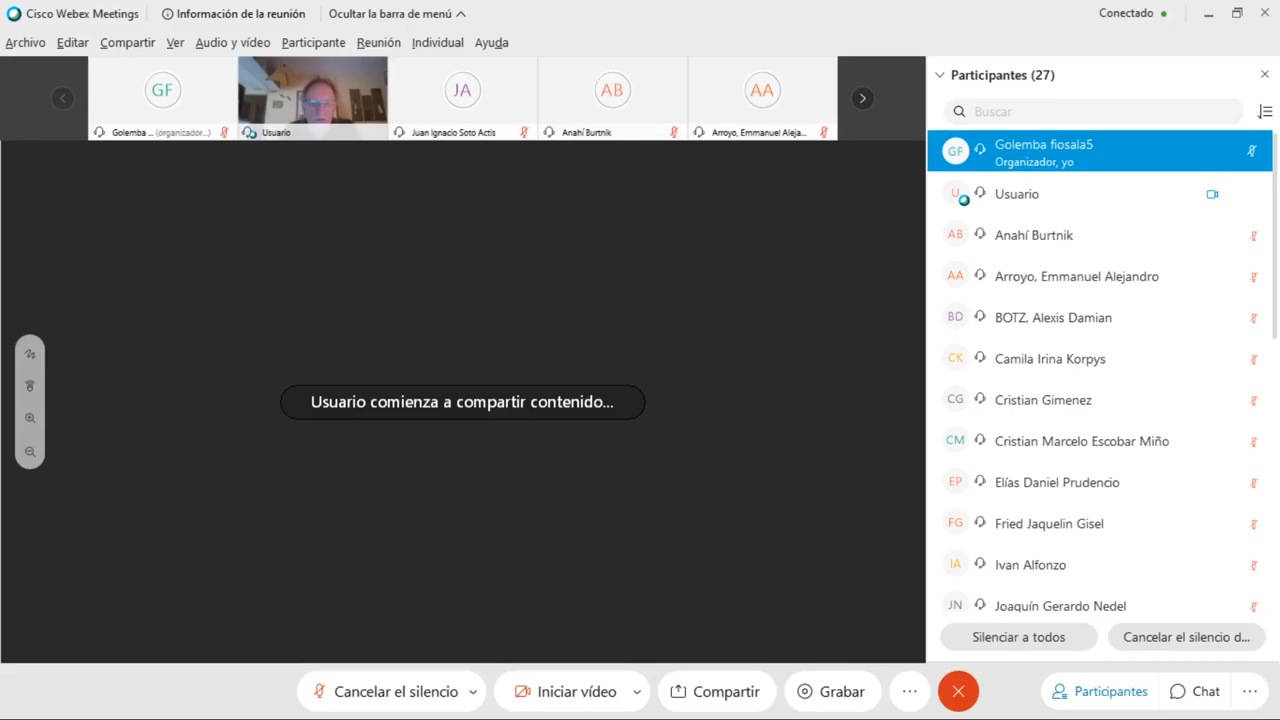 Cisco Webex Meetings
Información de la reunión
Ocultar la barra de menú
Conectado
Archivo Editar Compartir Ver Audio y vídeo Participante Reunión Individual Ayuda
GF
JA
AB
AA
Golemba ... (organizador...)
Usuario
Juan Ignacio Soto Actis
Anahí Burtnik
Arroyo, Emmanuel Aleja...
Usuario comienza a compartir contenido...
Participantes (27)
Buscar
GF Golemba fiosala5
Organizador, yo
U Usuario
AB Anahí Burtnik
AA Arroyo, Emmanuel Alejandro
BD BOTZ, Alexis Damian
CK Camila Irina Korpys
CG Cristian Gimenez
CM Cristian Marcelo Escobar Miño
EP Elías Daniel Prudencio
FG Fried Jaquelin Gisel
IA Ivan Alfonzo
JN Joaquín Gerardo Nedel
Silenciar a todos
Cancelar el silencio d...
Cancelar el silencio
Iniciar vídeo
Compartir
Grabar
...
Participantes
Chat
...